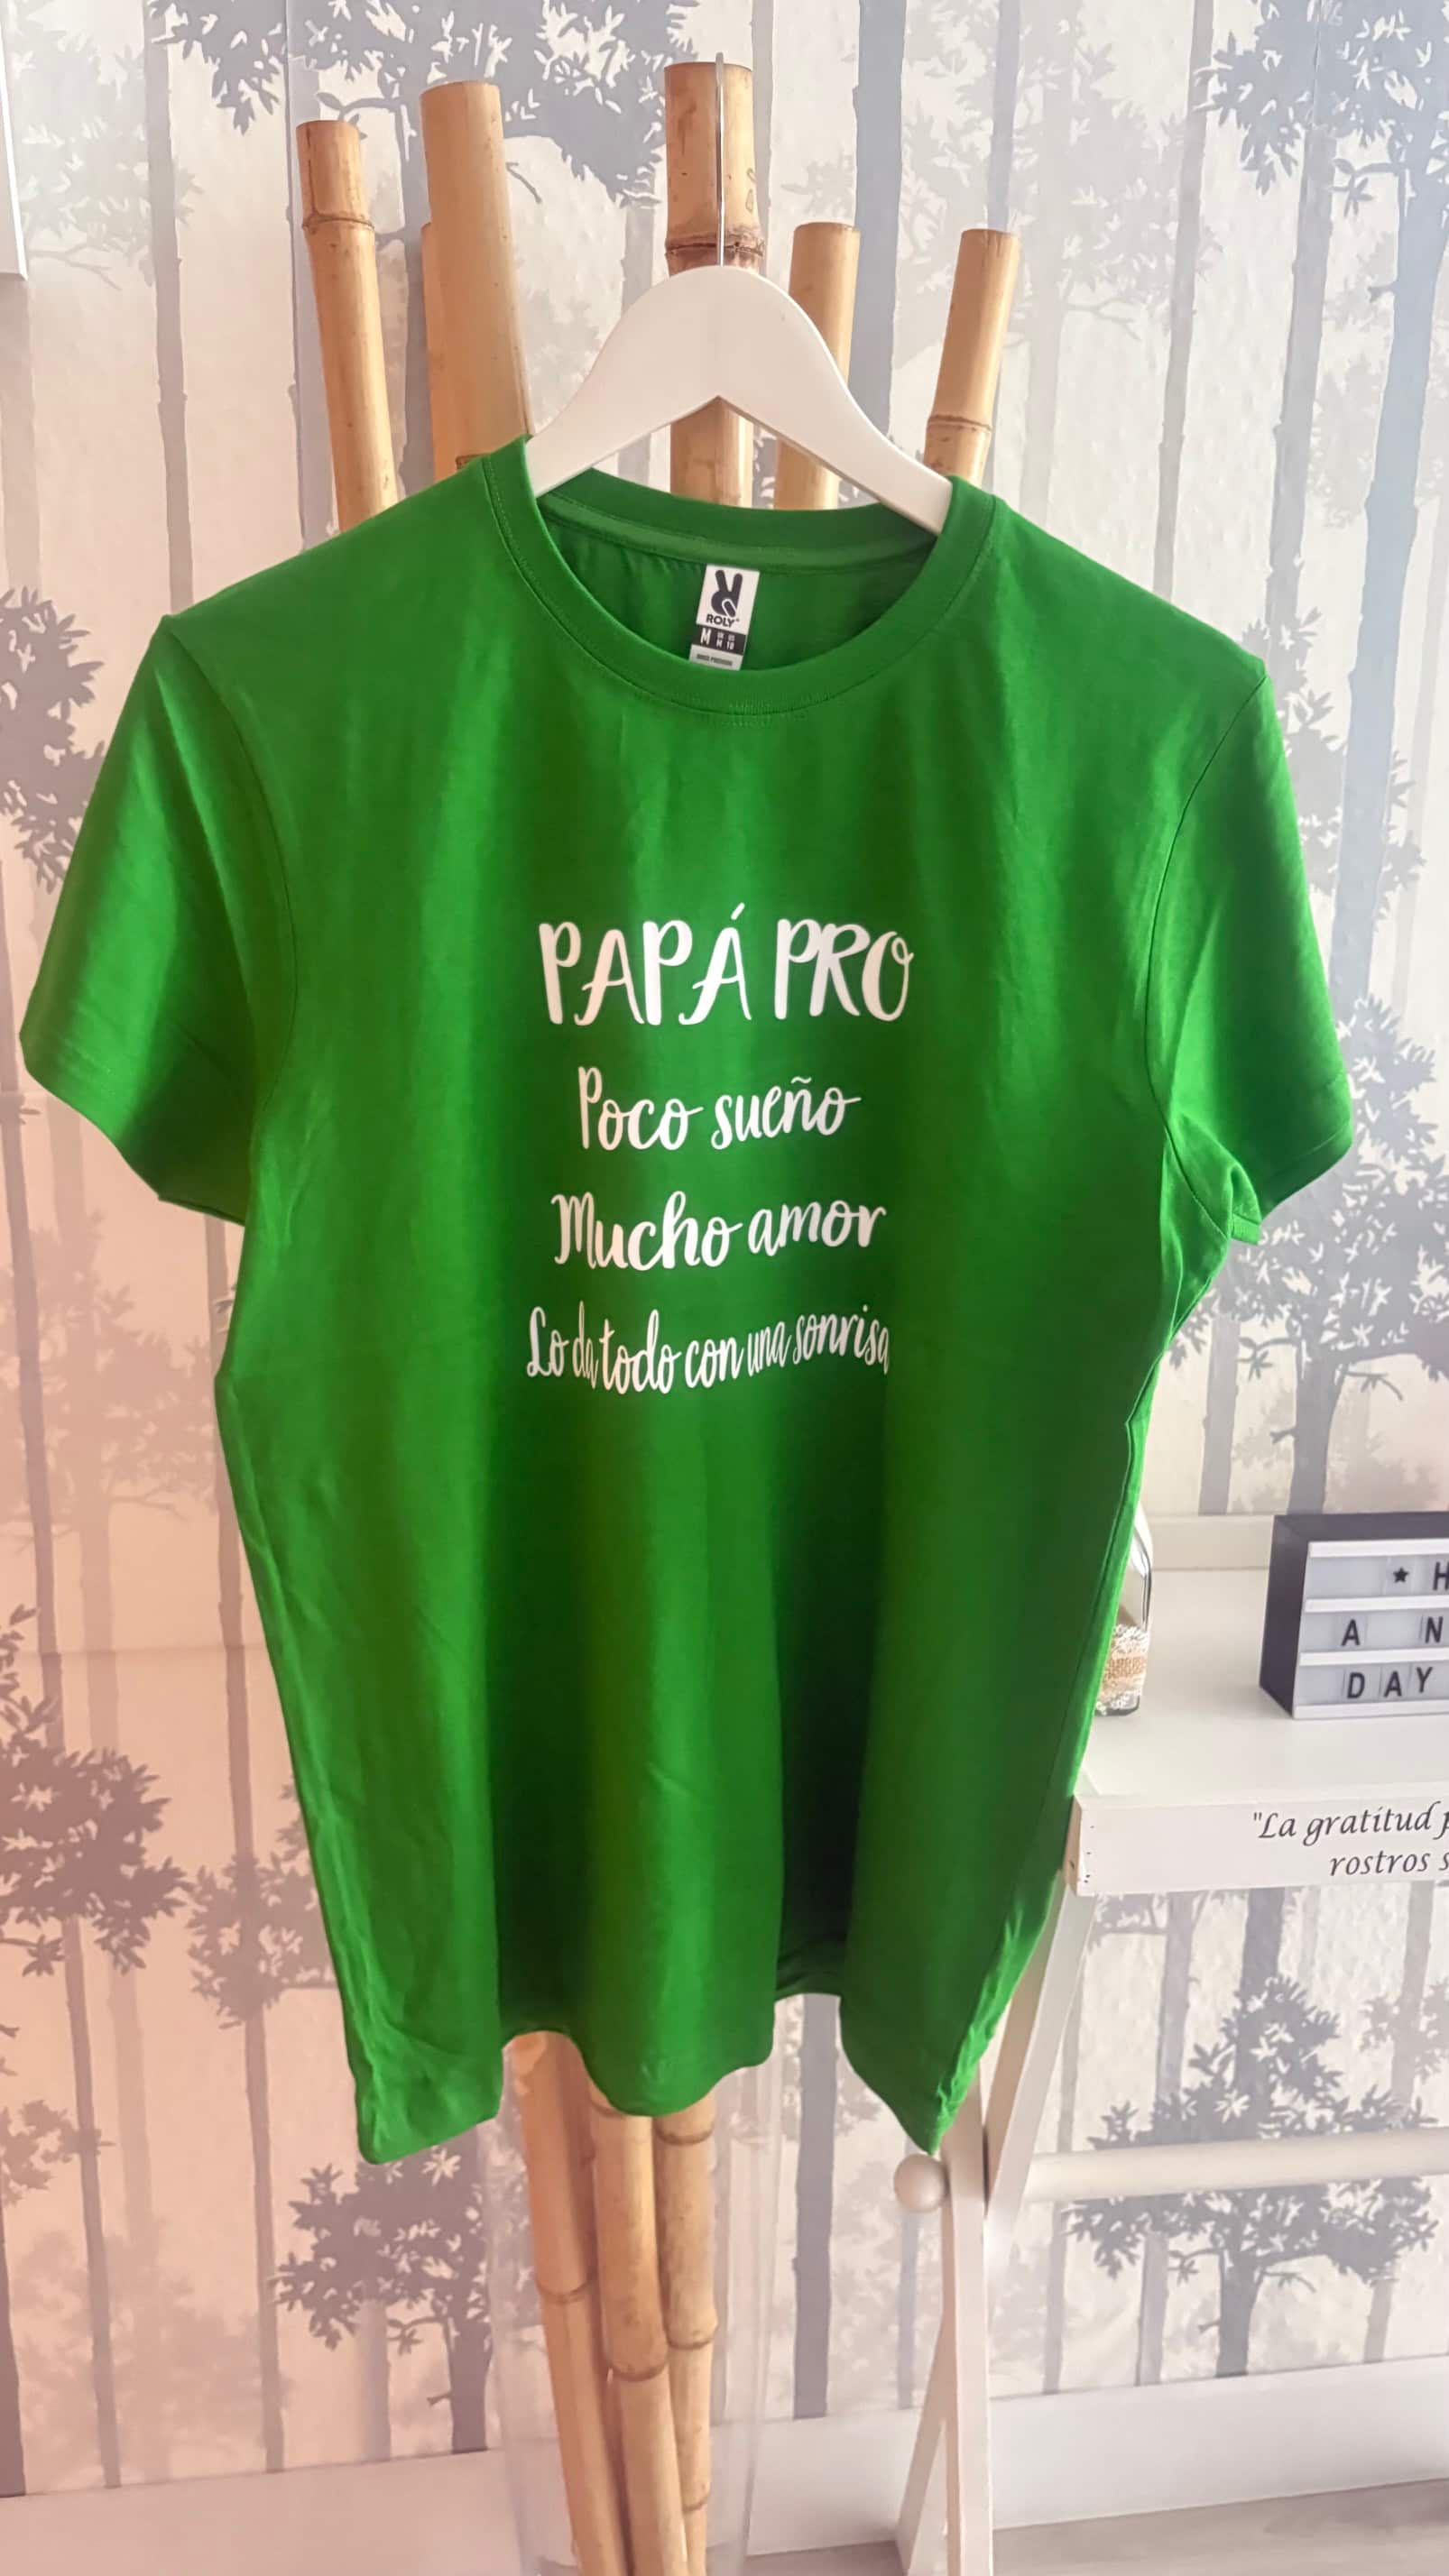 ROLY
M
PAPÁ PRO
Poco sueño
Mucho amor
Lo da todo con una sonrisa
★ H
A N
DAY
"La gratitud
rostros